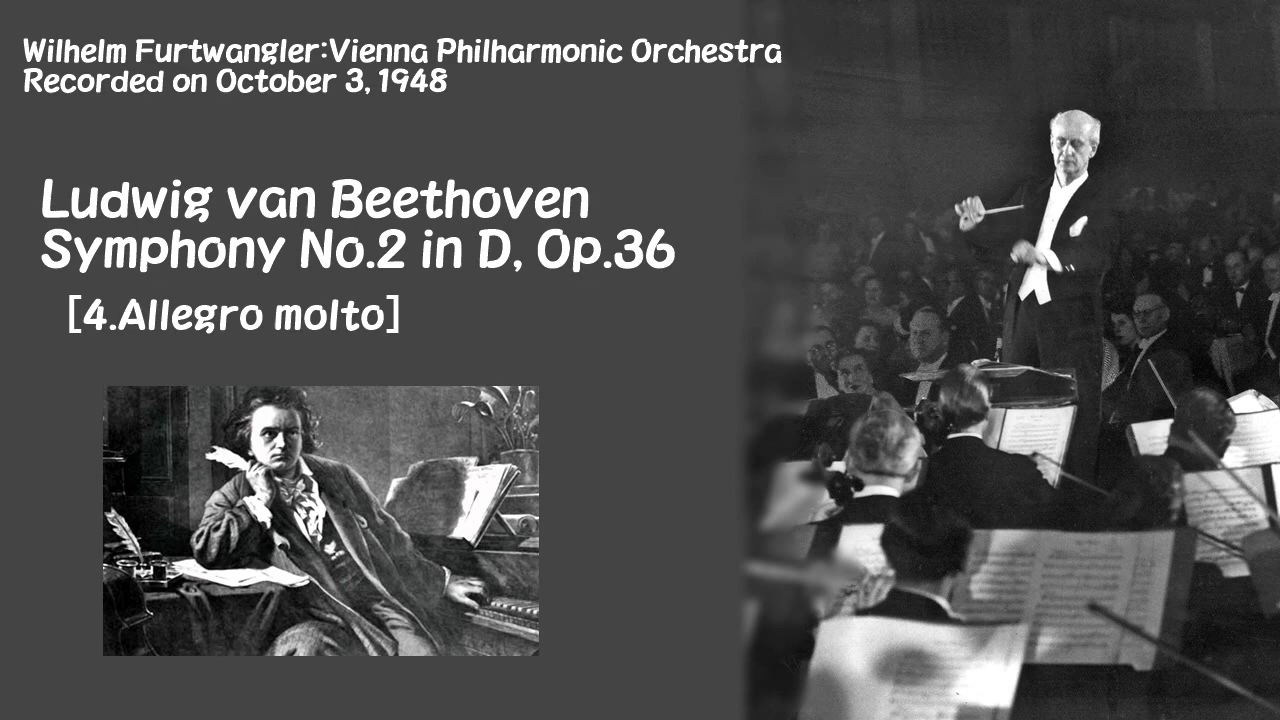 Wilhelm Furtwangler:Vienna Philharmonic Orchestra
Recorded on October 3, 1948
Ludwig van Beethoven
Symphony No.2 in D, Op.36
[4.Allegro molto]